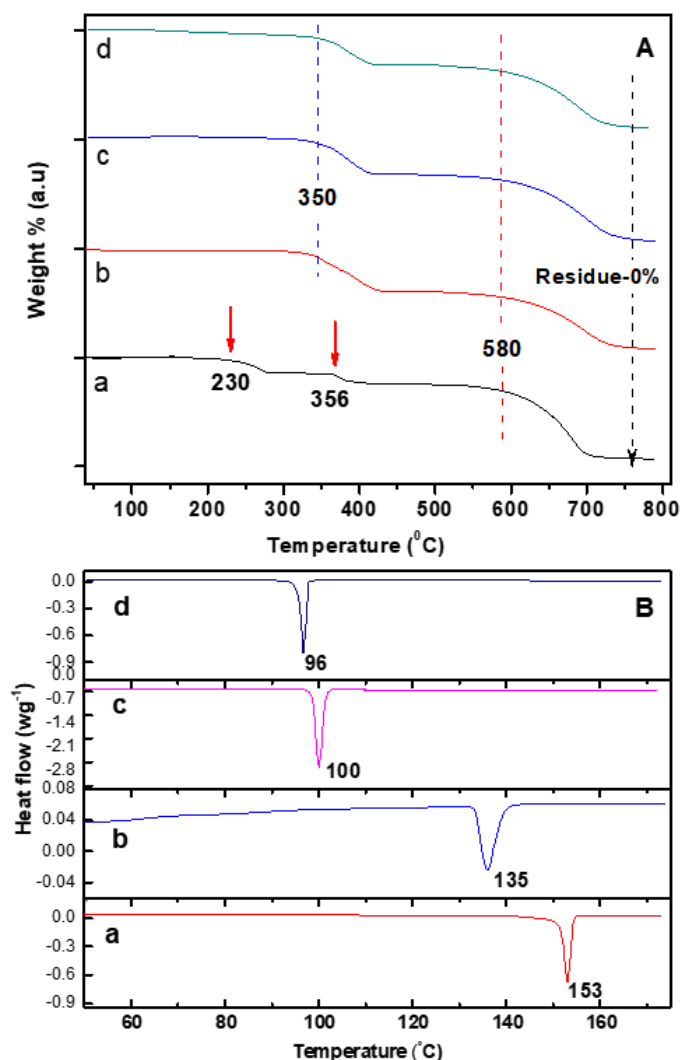 d
A
c
350
Weight % (a.u)
b
Residue-0%
580
a
230
356
100 200 300 400 500 600 700 800
Temperature (⁰C)
0.0
d
B
-0.3
-0.6
-0.9
96
0.0
-0.7
c
-1.4
-2.1
-2.8
100
Heat flow (wg⁻¹)
0.08
0.04
b
0.00
-0.04
135
0.0
a
-0.3
-0.6
-0.9
153
60 80 100 120 140 160
Temperature (°C)